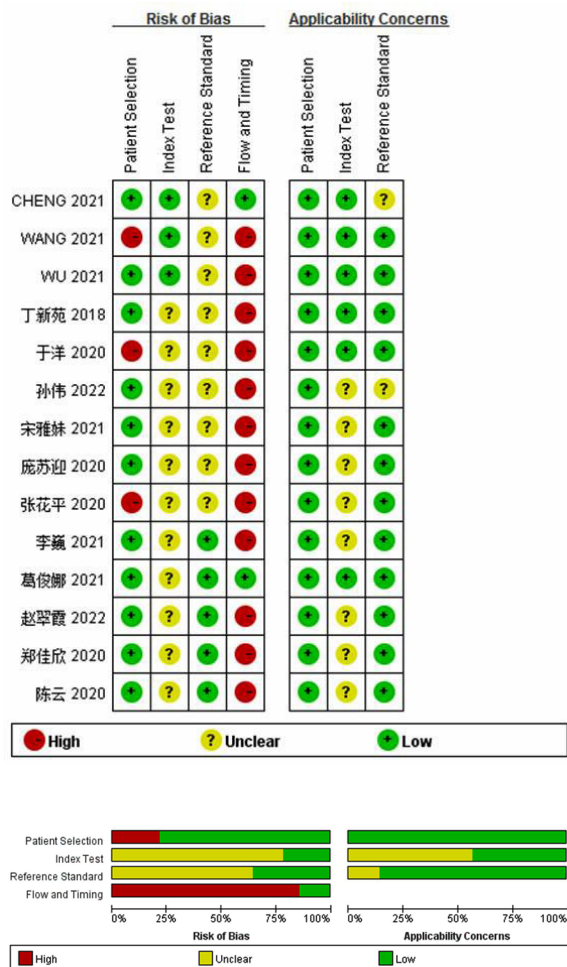 Risk of Bias Applicability Concerns
Patient Selection Index Test Reference Standard Flow and Timing Patient Selection Index Test Reference Standard
CHENG 2021 + + ? + + + ?
WANG 2021 - + ? - + + +
WU 2021 + + ? - + + +
丁新苑 2018 + ? ? - + + +
于洋 2020 - ? ? - + + +
孙伟 2022 + ? ? - + ? ?
宋雅妹 2021 + ? ? - + ? +
庞苏迎 2020 + ? ? - + ? +
张花平 2020 - ? ? - + ? +
李巍 2021 + ? + - + ? +
葛俊娜 2021 + ? + + + + +
赵翠霞 2022 + ? + - + ? +
郑佳欣 2020 + ? + - + ? +
陈云 2020 + ? + - + ? +
- High ? Unclear + Low
Patient Selection
Index Test
Reference Standard
Flow and Timing
0% 25% 50% 75% 100% 0% 25% 50% 75% 100%
Risk of Bias Applicability Concerns
High Unclear Low